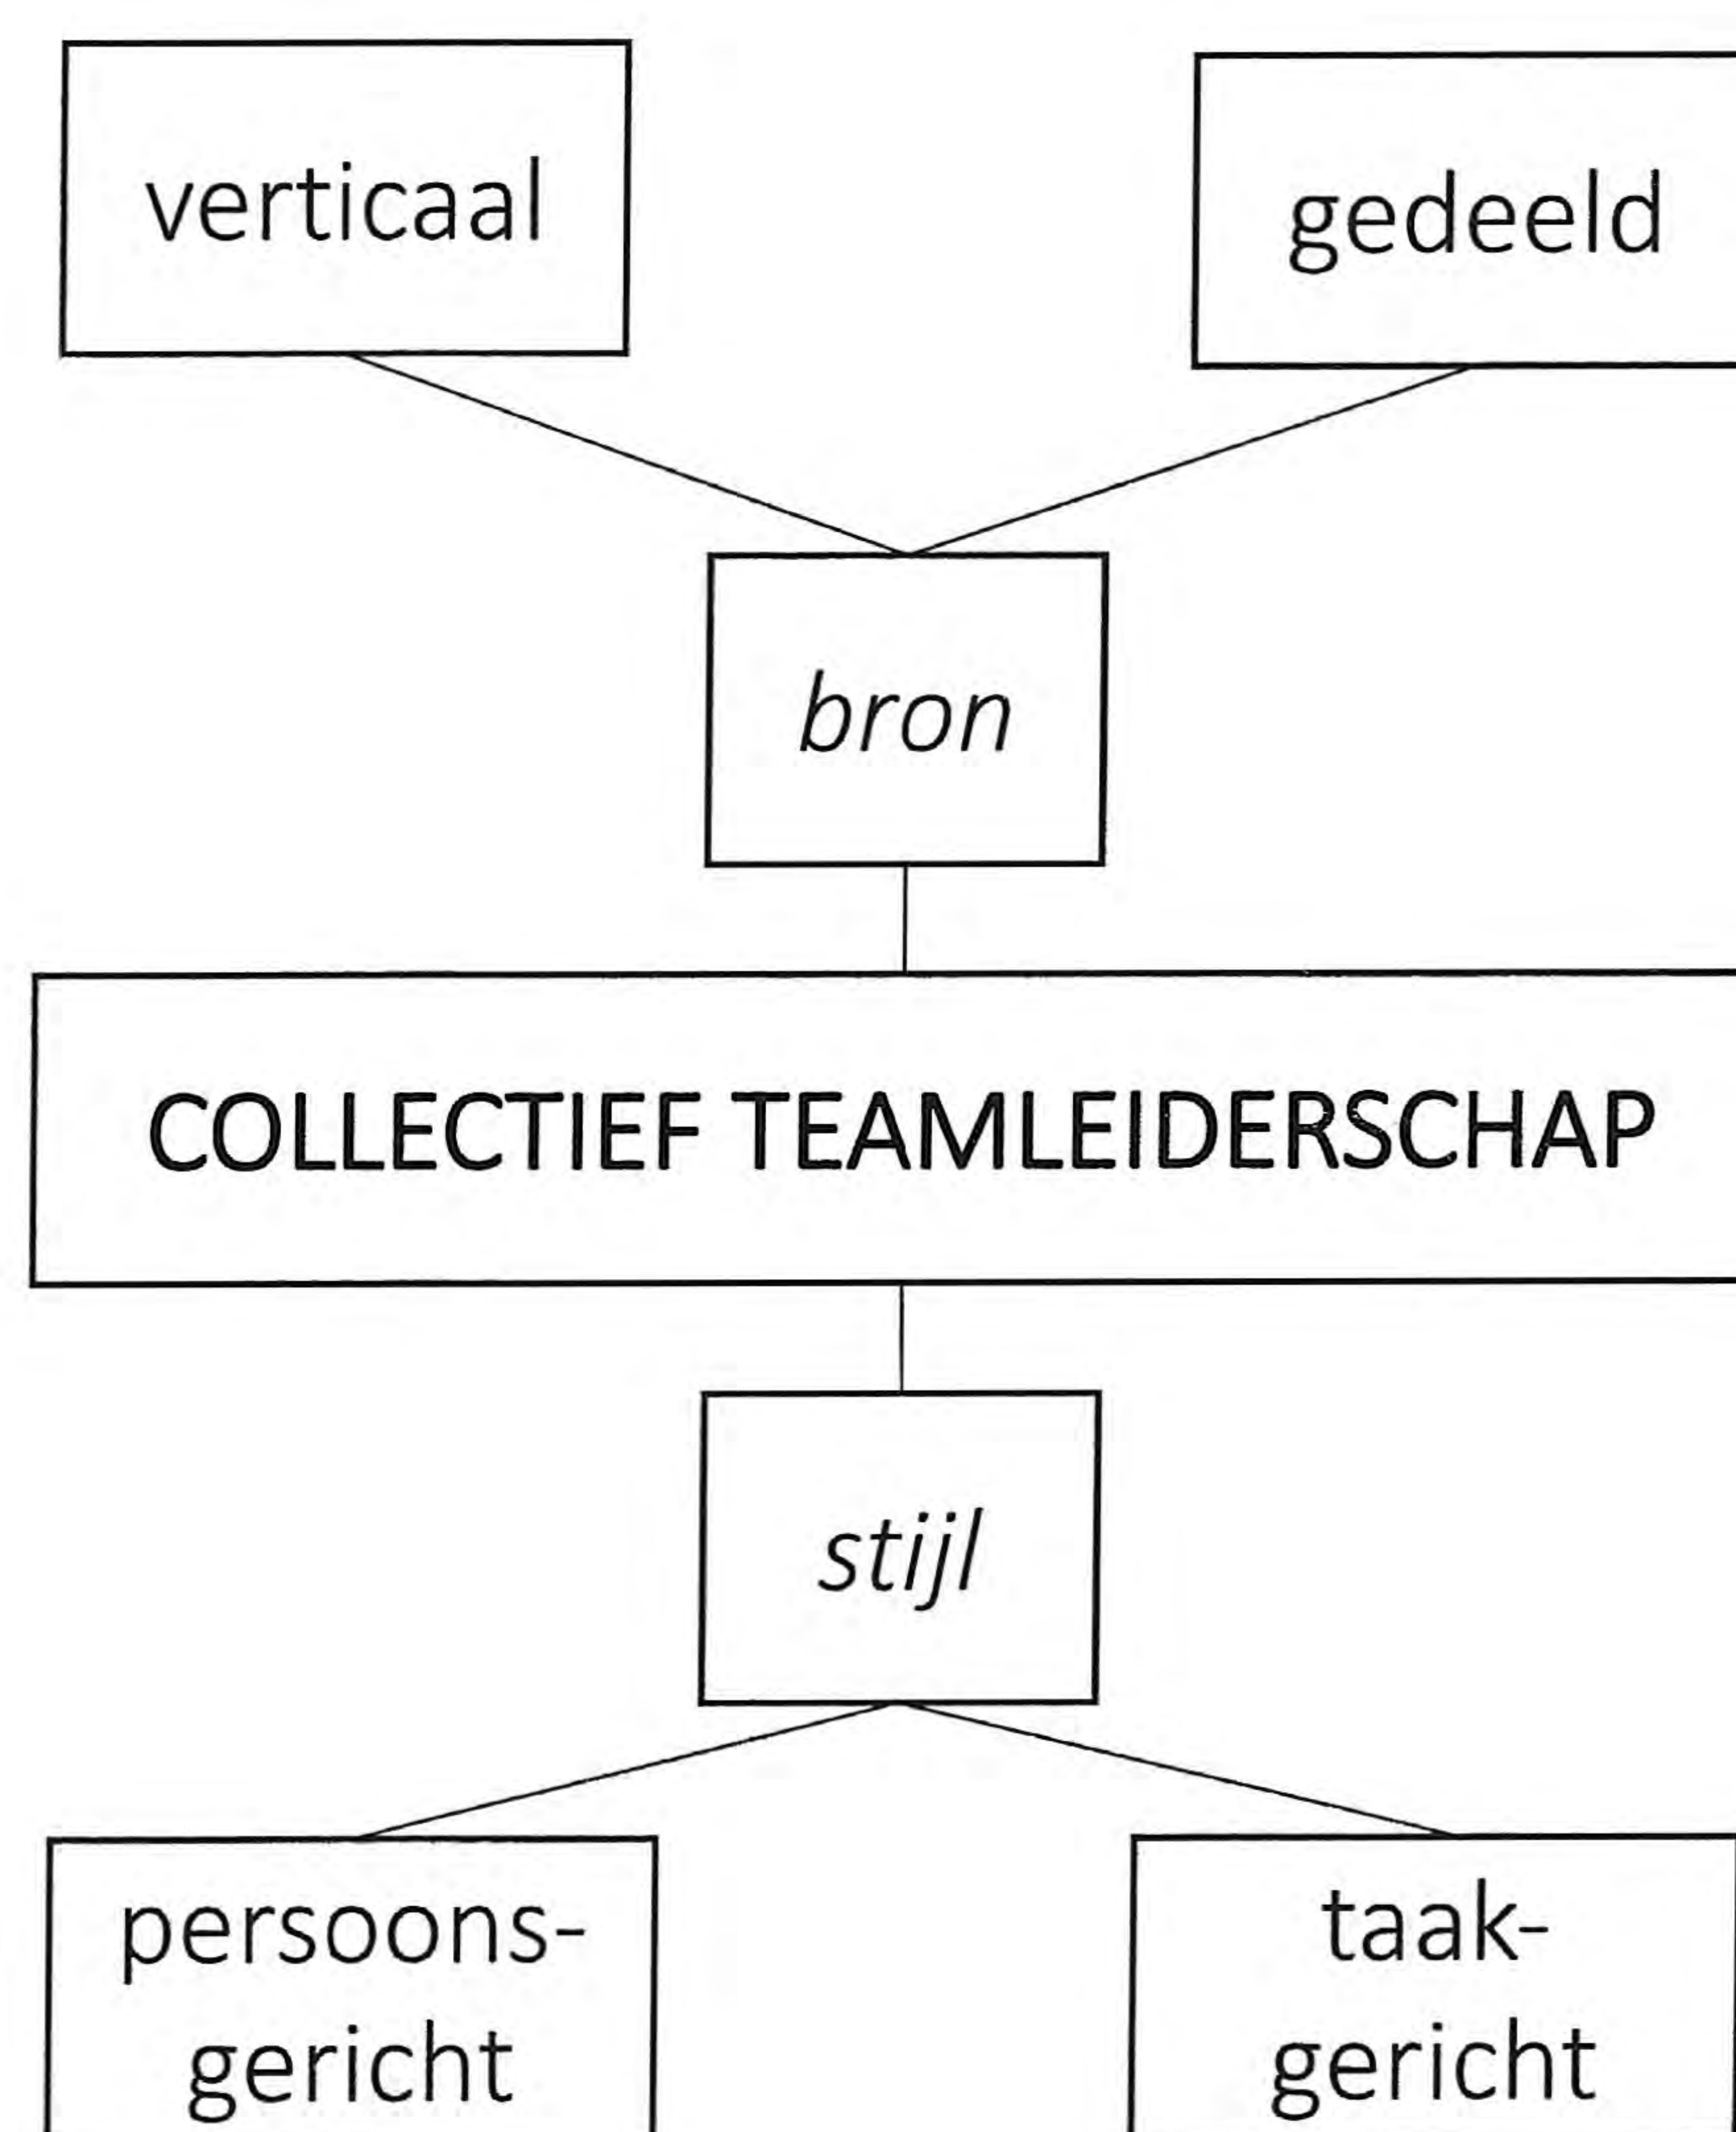 verticaal
gedeeld
bron
COLLECTIEF TEAMLEIDERSCHAP
stijl
persoons-
gericht
taak-
gericht